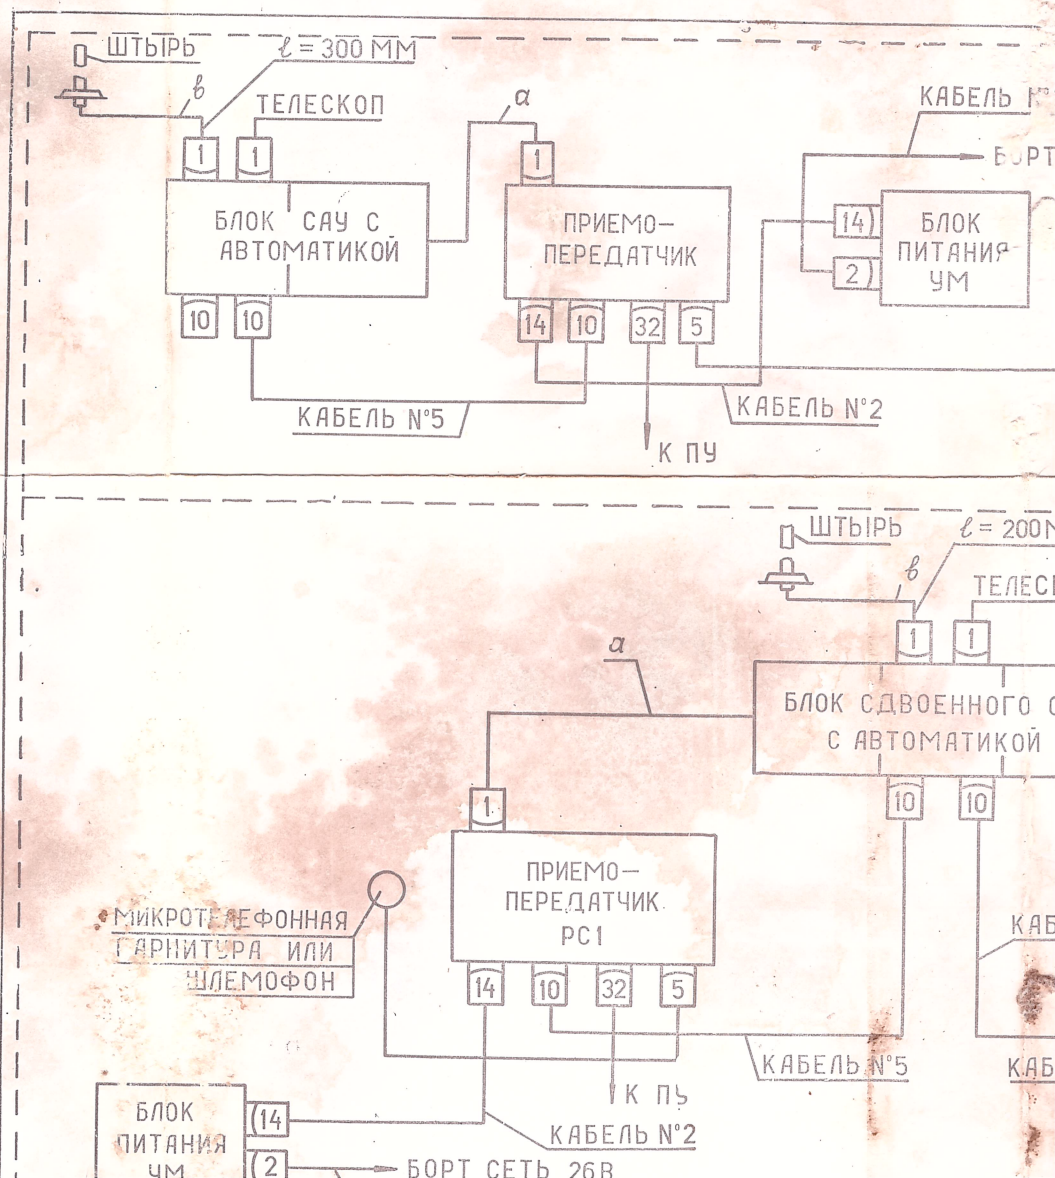 ШТЫРЬ
ℓ = 300 ММ
в
ТЕЛЕСКОП
а
КАБЕЛЬ
1
1
1
БЛОК САУ С
АВТОМАТИКОЙ
ПРИЕМО-
ПЕРЕДАТЧИК
14
2
БЛОК
ПИТАНИЯ
УМ
10
10
14
10
32
5
КАБЕЛЬ №5
КАБЕЛЬ №2
К ПУ
ШТЫРЬ
ℓ = 200
в
а
1
1
БЛОК СДВОЕННОГО
С АВТОМАТИКОЙ
10
10
1
ПРИЕМО-
ПЕРЕДАТЧИК
РС1
МИКРОТЕЛЕФОННАЯ
ГАРНИТУРА ИЛИ
ШЛЕМОФОН
14
10
32
5
КАБЕЛЬ №5
К ПУ
БЛОК
ПИТАНИЯ
УМ
14
2
КАБЕЛЬ №2
БОРТ СЕТЬ 26В